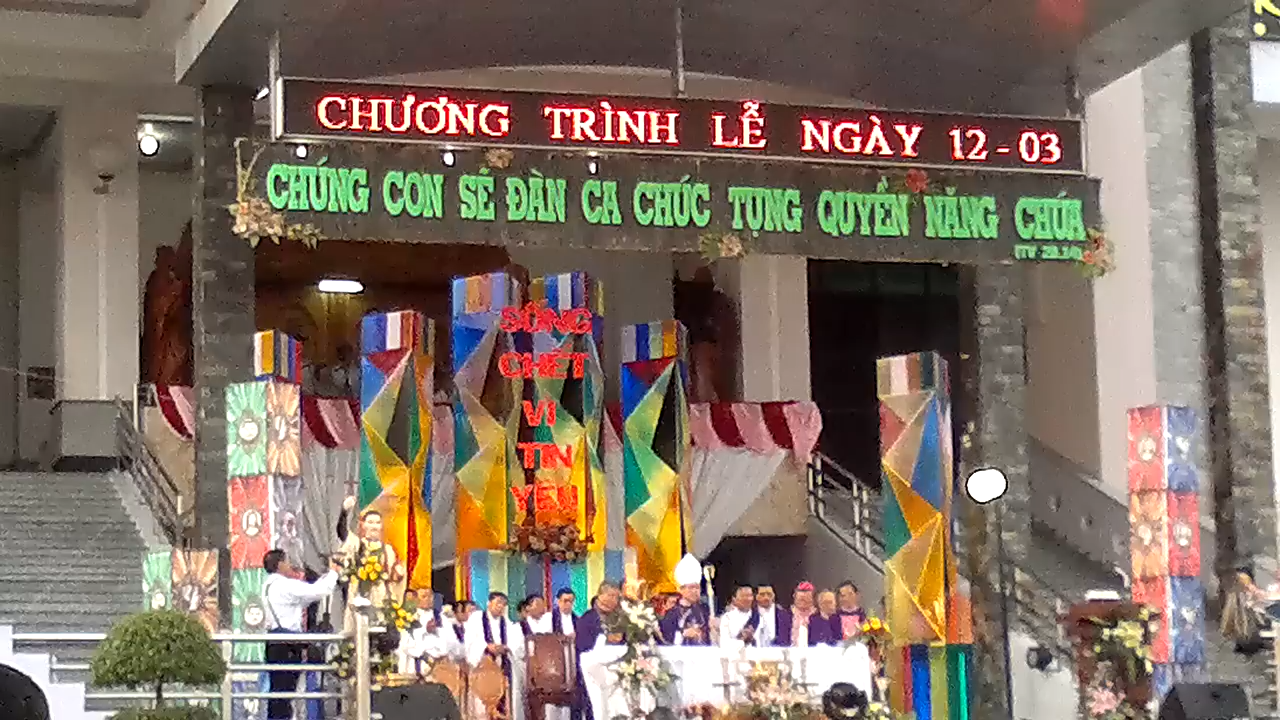 CHƯƠNG TRÌNH LỄ NGÀY 12-03
CHÚNG CON SẼ ĐÀN CA CHÚC TỤNG QUYỀN NĂNG CHÚA
SỐNG
CHẾT
VÌ
TIN
YÊU